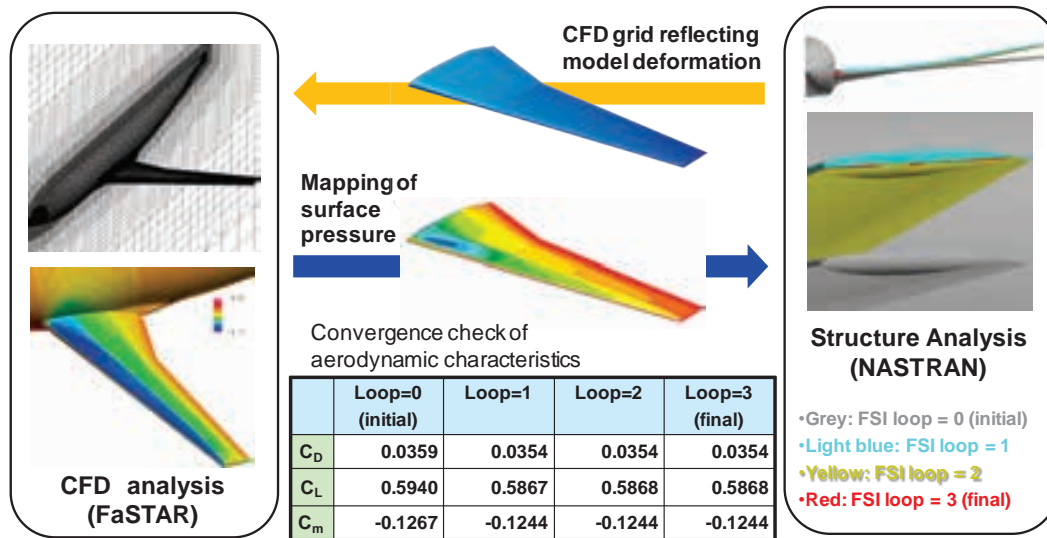 CFD grid reflecting
model deformation
Mapping of
surface
pressure
CFD analysis
(FaSTAR)
Convergence check of
aerodynamic characteristics
Loop=0 (initial) Loop=1 Loop=2 Loop=3 (final)
C_D 0.0359 0.0354 0.0354 0.0354
C_L 0.5940 0.5867 0.5868 0.5868
C_m -0.1267 -0.1244 -0.1244 -0.1244
Structure Analysis
(NASTRAN)
•Grey: FSI loop = 0 (initial)
•Light blue: FSI loop = 1
•Yellow: FSI loop = 2
•Red: FSI loop = 3 (final)